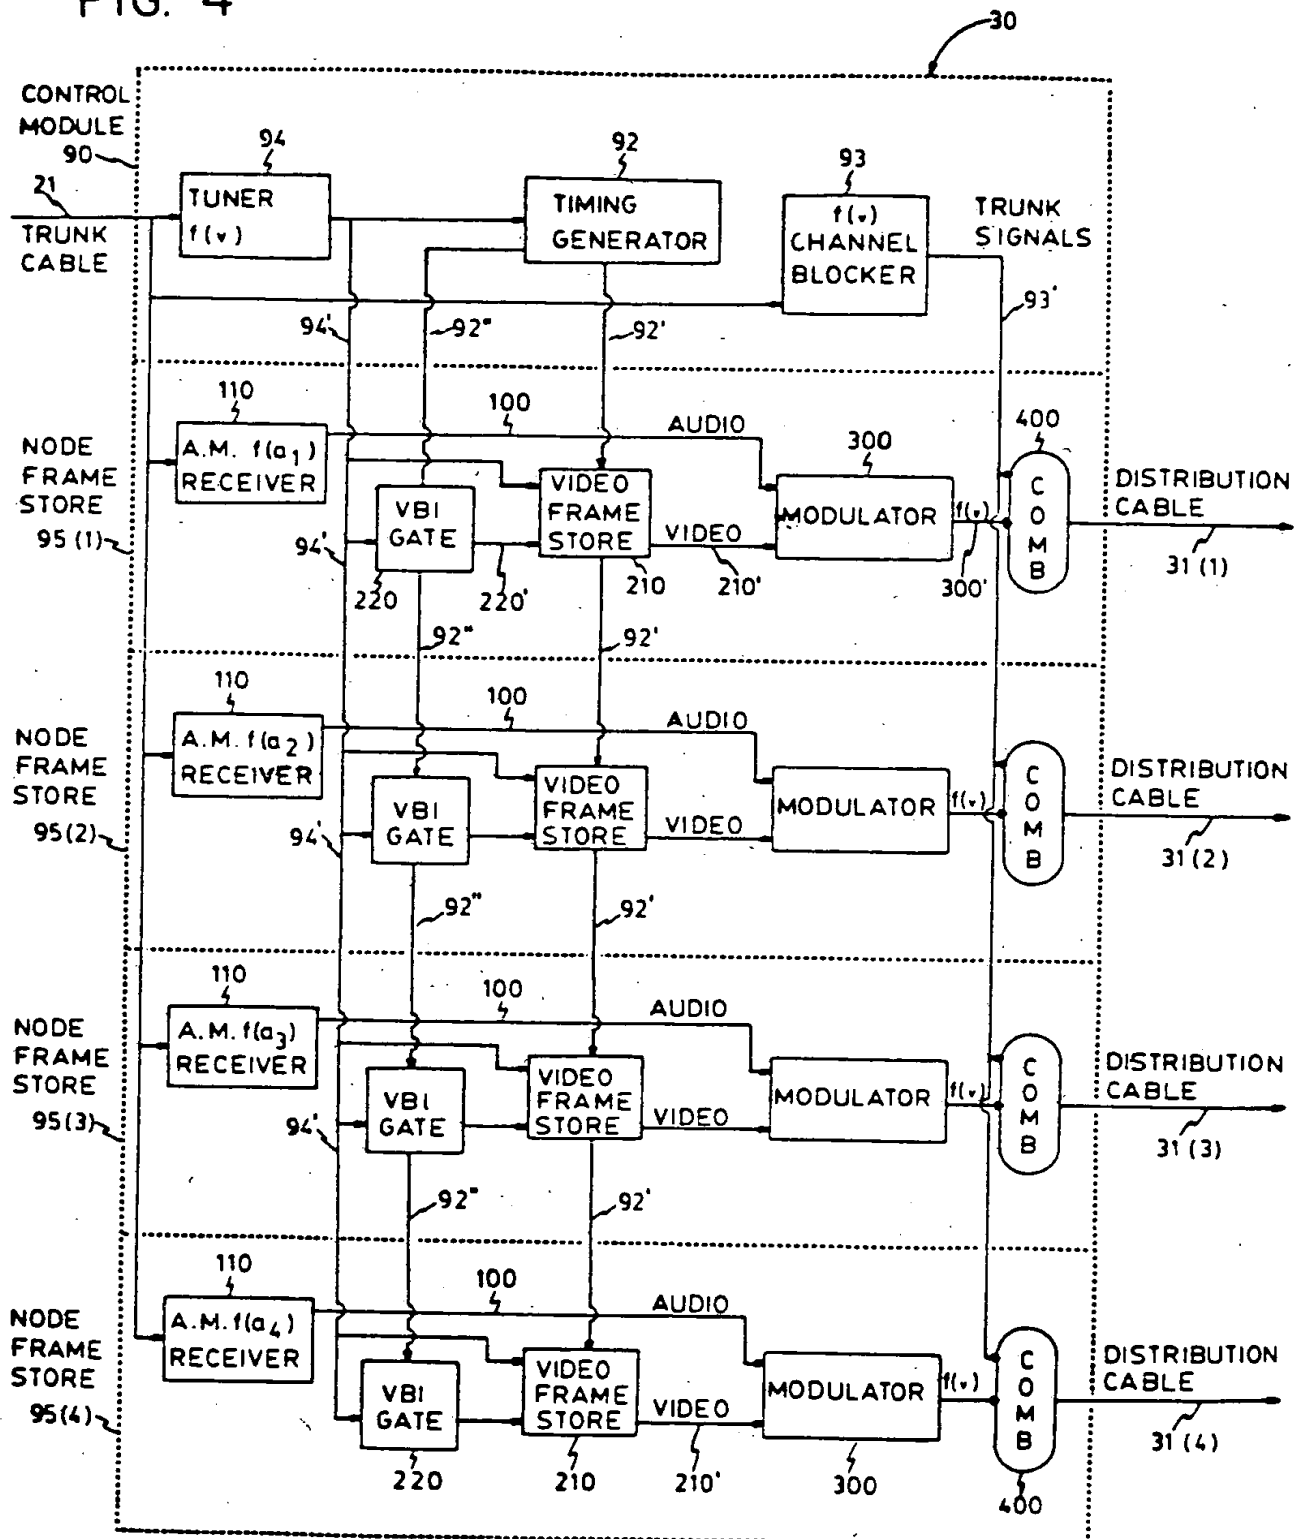 FIG. 4
30
CONTROL
MODULE
90
21
TRUNK
CABLE
94
TUNER
f(v)
92
TIMING
GENERATOR
93
f(v)
CHANNEL
BLOCKER
TRUNK
SIGNALS
93'
94'
92"
92'
NODE
FRAME
STORE
95(1)
110
A.M. f(a1)
RECEIVER
100
AUDIO
94'
VBI
GATE
220
220'
VIDEO
FRAME
STORE
210
VIDEO
210'
300
MODULATOR
f(v)
300'
400
COMB
DISTRIBUTION
CABLE
31(1)
92"
92'
NODE
FRAME
STORE
95(2)
110
A.M. f(a2)
RECEIVER
100
AUDIO
94'
VBI
GATE
VIDEO
FRAME
STORE
VIDEO
MODULATOR
f(v)
COMB
DISTRIBUTION
CABLE
31(2)
92"
92'
NODE
FRAME
STORE
95(3)
110
A.M. f(a3)
RECEIVER
100
AUDIO
94'
VBI
GATE
VIDEO
FRAME
STORE
VIDEO
MODULATOR
f(v)
COMB
DISTRIBUTION
CABLE
31(3)
92"
92'
NODE
FRAME
STORE
95(4)
110
A.M. f(a4)
RECEIVER
100
AUDIO
VBI
GATE
220
VIDEO
FRAME
STORE
210
VIDEO
210'
MODULATOR
300
f(v)
COMB
400
DISTRIBUTION
CABLE
31(4)